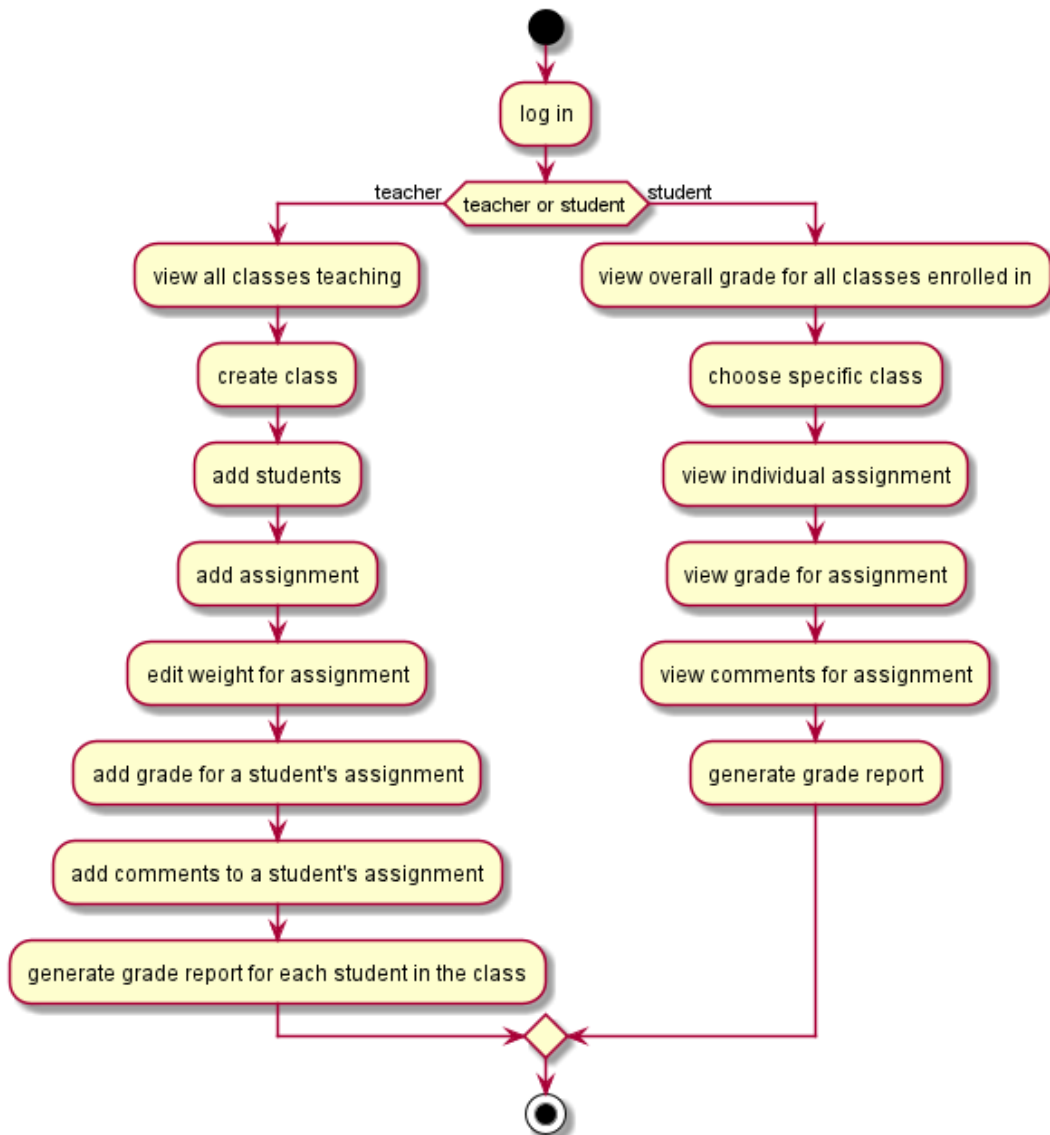 log in
teacher
teacher or student
student
view all classes teaching
create class
add students
add assignment
edit weight for assignment
add grade for a student's assignment
add comments to a student's assignment
generate grade report for each student in the class
view overall grade for all classes enrolled in
choose specific class
view individual assignment
view grade for assignment
view comments for assignment
generate grade report